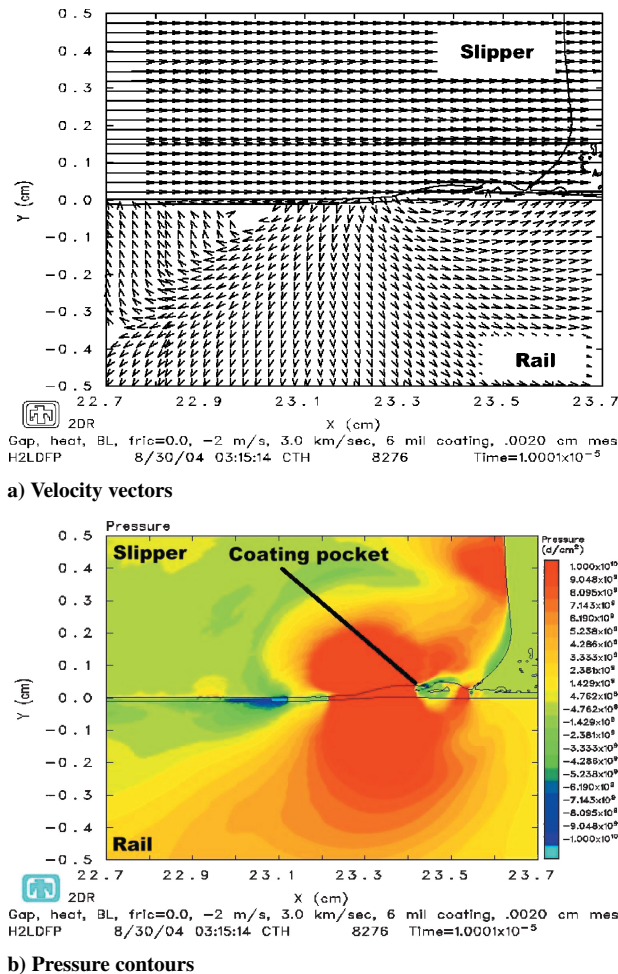 0.5
0.4
0.3
0.2
0.1
0.0
-0.1
-0.2
-0.3
-0.4
-0.5
Y (cm)
Slipper
Rail
22.7 22.9 23.1 23.3 23.5 23.7
X (cm)
2DR
Gap, heat, BL, fric=0.0, -2 m/s, 3.0 km/sec, 6 mil coating, .0020 cm mes
H2LDFP 8/30/04 03:15:14 CTH 8276 Time=1.0001x10⁻⁵
a) Velocity vectors
Pressure
0.5
0.4
0.3
0.2
0.1
0.0
-0.1
-0.2
-0.3
-0.4
-0.5
Y (cm)
Slipper
Coating pocket
Rail
22.7 22.9 23.1 23.3 23.5 23.7
X (cm)
Pressure
(d/cm²)
1.000x10¹⁰
9.048x10⁹
8.095x10⁹
7.143x10⁹
6.190x10⁹
5.238x10⁹
4.286x10⁹
3.333x10⁹
2.381x10⁹
1.429x10⁹
4.762x10⁸
-4.762x10⁸
-1.429x10⁹
-2.381x10⁹
-3.333x10⁹
-4.286x10⁹
-5.238x10⁹
-6.190x10⁹
-7.143x10⁹
-8.095x10⁹
-9.048x10⁹
-1.000x10¹⁰
2DR
Gap, heat, BL, fric=0.0, -2 m/s, 3.0 km/sec, 6 mil coating, .0020 cm mes
H2LDFP 8/30/04 03:15:14 CTH 8276 Time=1.0001x10⁻⁵
b) Pressure contours